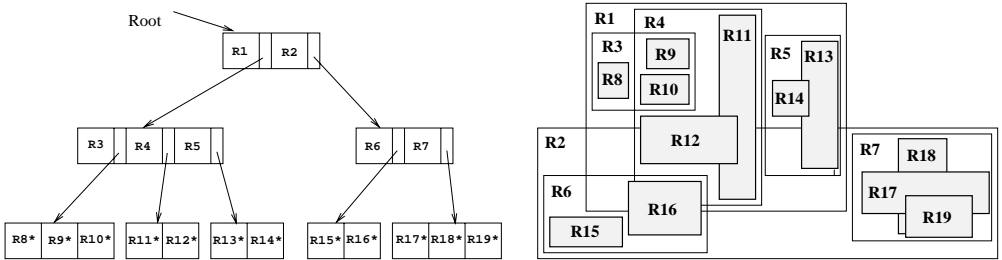 Root
R1 R2
R3 R4 R5
R6 R7
R8* R9* R10*
R11* R12*
R13* R14*
R15* R16*
R17* R18* R19*
R1
R4
R11
R3
R9
R5
R13
R8
R10
R14
R2
R12
R7
R18
R6
R17
R16
R19
R15